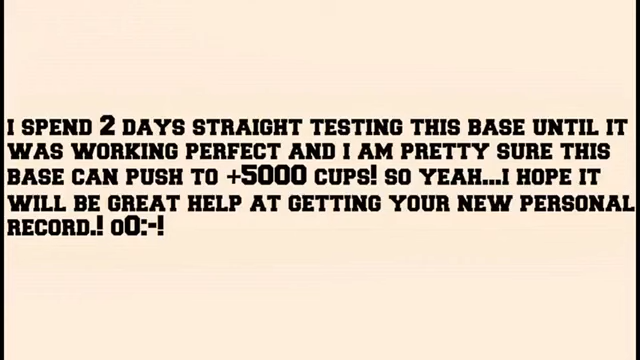 I SPEND 2 DAYS STRAIGHT TESTING THIS BASE UNTIL IT
WAS WORKING PERFECT AND I AM PRETTY SURE THIS
BASE CAN PUSH TO +5000 CUPS! SO YEAH...I HOPE IT
WILL BE GREAT HELP AT GETTING YOUR NEW PERSONAL
RECORD.! O0:-!